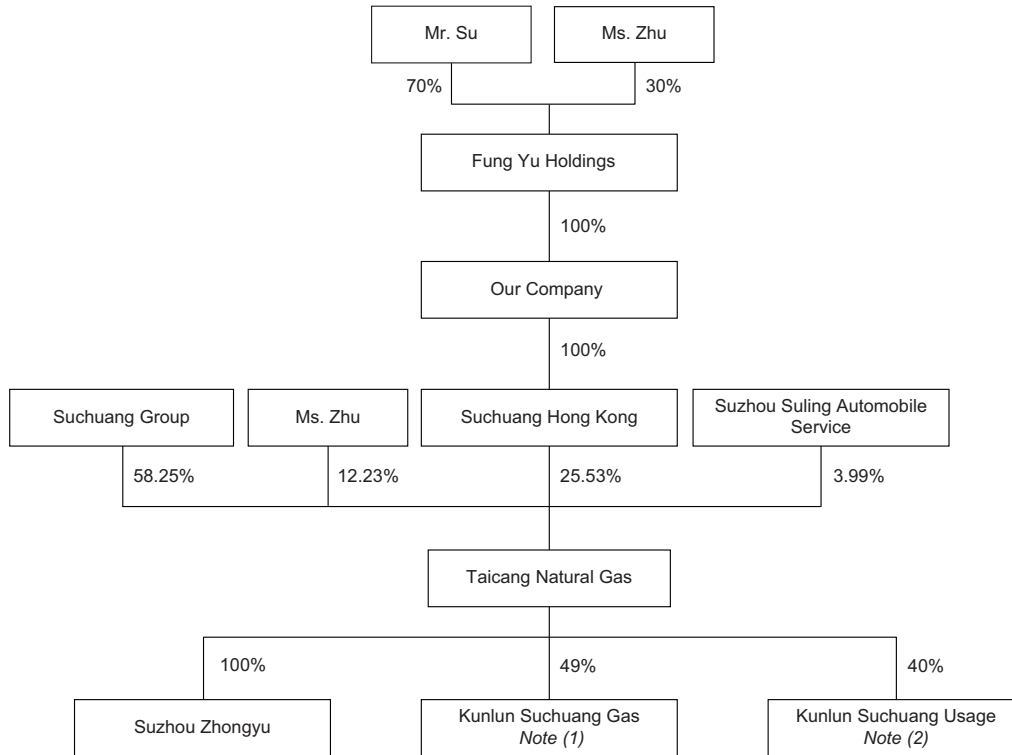 Mr. Su
Ms. Zhu
70%
30%
Fung Yu Holdings
100%
Our Company
100%
Suchuang Group
Ms. Zhu
Suchuang Hong Kong
Suzhou Suling Automobile
Service
58.25%
12.23%
25.53%
3.99%
Taicang Natural Gas
100%
49%
40%
Suzhou Zhongyu
Kunlun Suchuang Gas
Note (1)
Kunlun Suchuang Usage
Note (2)